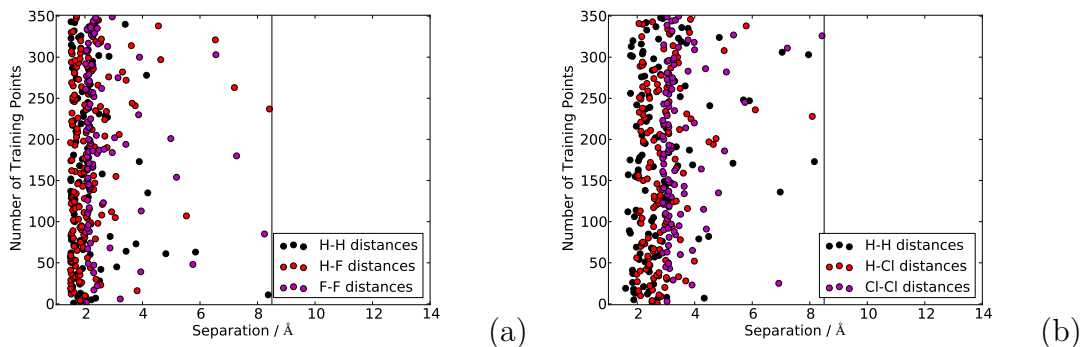 350
300
250
200
150
100
50
0
Number of Training Points
2 4 6 8 10 12 14
Separation / Å
H-H distances
H-F distances
F-F distances
(a)
350
300
250
200
150
100
50
0
Number of Training Points
2 4 6 8 10 12 14
Separation / Å
H-H distances
H-Cl distances
Cl-Cl distances
(b)